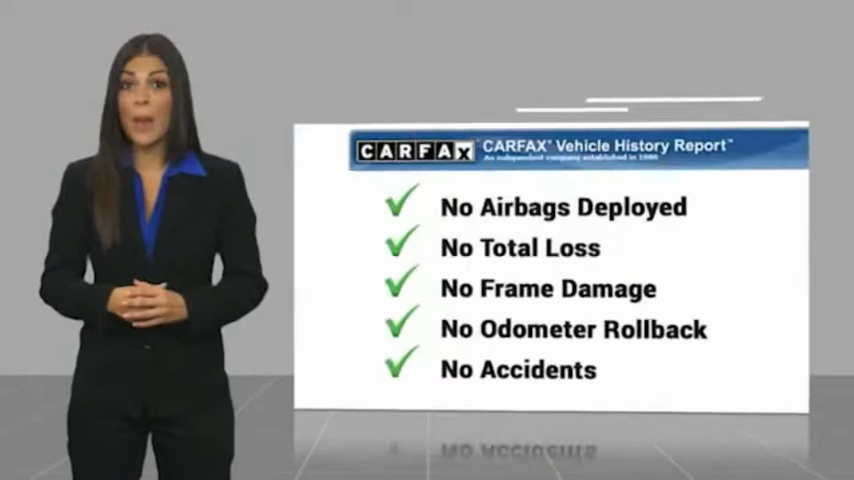 CARFAX CARFAX® Vehicle History Report™
An independent company established in 1986
No Airbags Deployed
No Total Loss
No Frame Damage
No Odometer Rollback
No Accidents